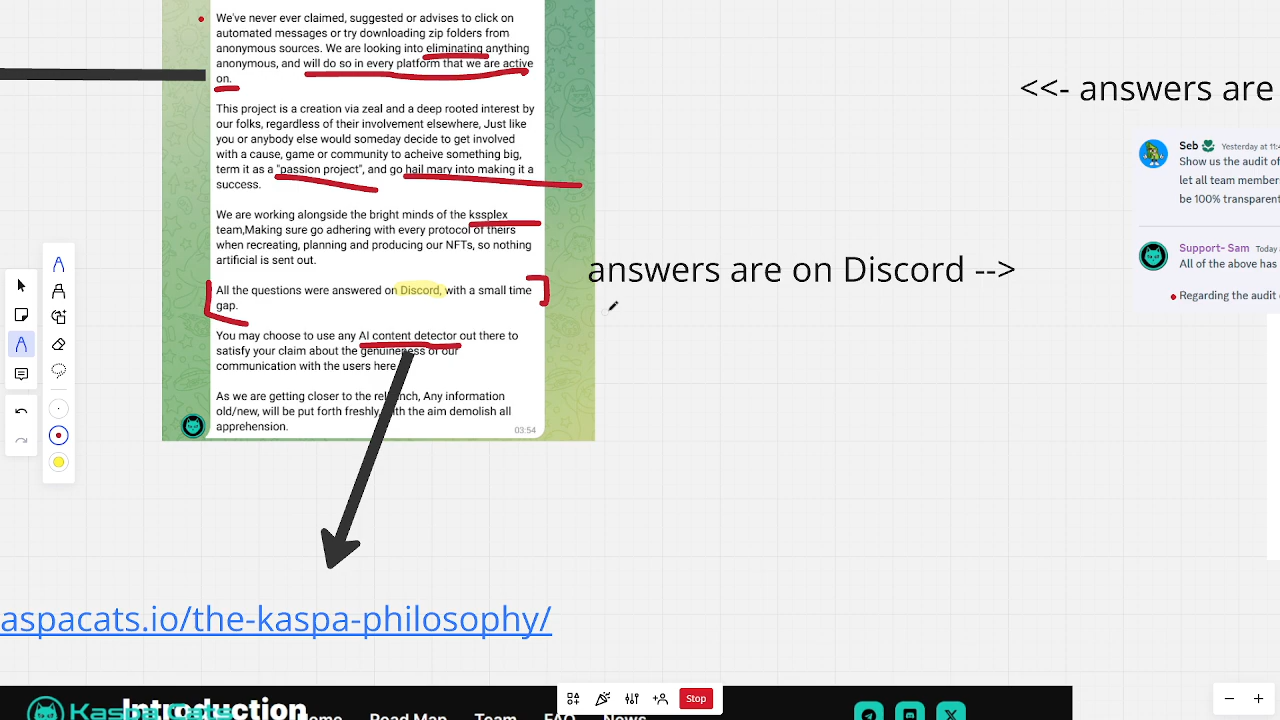 We've never ever claimed, suggested or advises to click on
automated messages or try downloading zip folders from
anonymous sources. We are looking into eliminating anything
anonymous, and will do so in every platform that we are active
on.
This project is a creation via zeal and a deep rooted interest by
our folks, regardless of their involvement elsewhere, Just like
you or anybody else would someday decide to get involved
with a cause, game or community to acheive something big,
term it as a "passion project", and go hail mary into making it a
success.
We are working alongside the bright minds of the kssplex
team,Making sure go adhering with every protocol of theirs
when recreating, planning and producing our NFTs, so nothing
artificial is sent out.
All the questions were answered on Discord, with a small time
gap.
You may choose to use any AI content detector out there to
satisfy your claim about the genuineness of our
communication with the users here
As we are getting closer to the Any information
old/new, will be put forth freshly, with the aim demolish all
apprehension.
03:54
answers are on Discord -->
<<- answers are
Seb Yesterday at 11:4
Show us the audit of
let all team member
be 100% transparent
Support- Sam Today
All of the above has
Regarding the audit
aspacats.io/the-kaspa-philosophy/
Kaspa Cats
Introduction
Home Road Map Team FAQ News
Stop